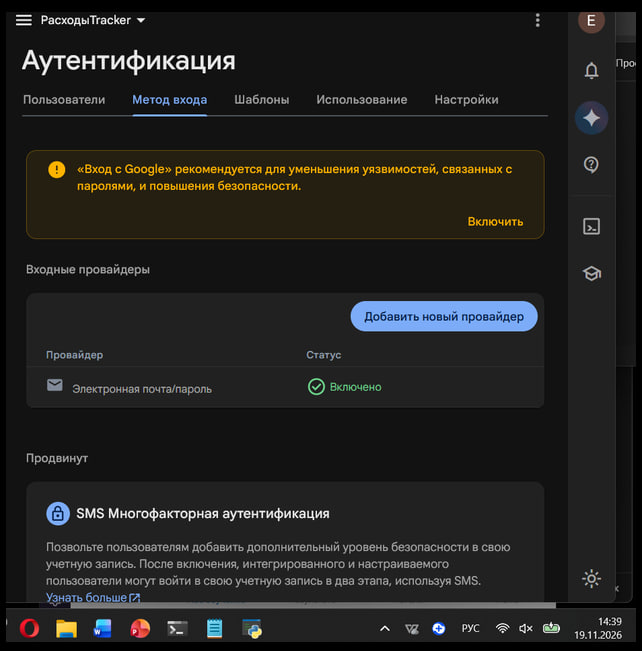 РасходыTracker
E
Аутентификация
Про
Пользователи
Метод входа
Шаблоны
Использование
Настройки
«Вход с Google» рекомендуется для уменьшения уязвимостей, связанных с
паролями, и повышения безопасности.
Включить
Входные провайдеры
Добавить новый провайдер
Провайдер
Статус
Электронная почта/пароль
Включено
Продвинут
SMS Многофакторная аутентификация
Позвольте пользователям добавить дополнительный уровень безопасности в свою
учетную запись. После включения, интегрированного и настраиваемого
пользователи могут войти в свою учетную запись в два этапа, используя SMS.
Узнать больше
РУС
14:39
19.11.2026